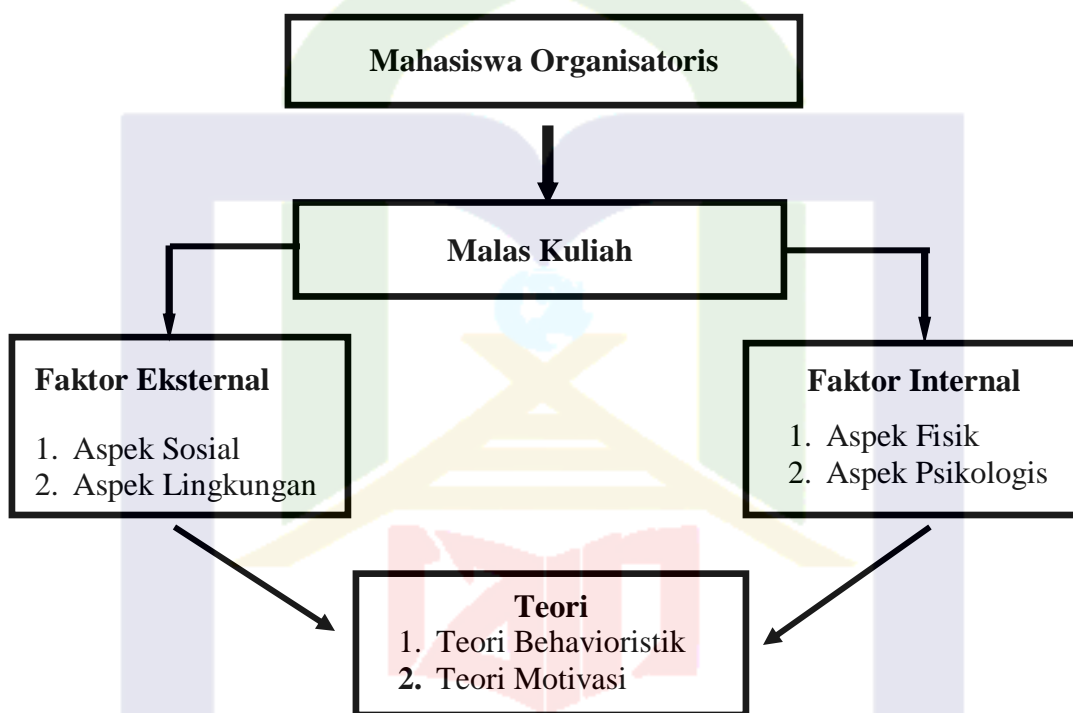 Mahasiswa Organisatoris
Malas Kuliah
Faktor Eksternal
1. Aspek Sosial
2. Aspek Lingkungan
Faktor Internal
1. Aspek Fisik
2. Aspek Psikologis
Teori
1. Teori Behavioristik
2. Teori Motivasi